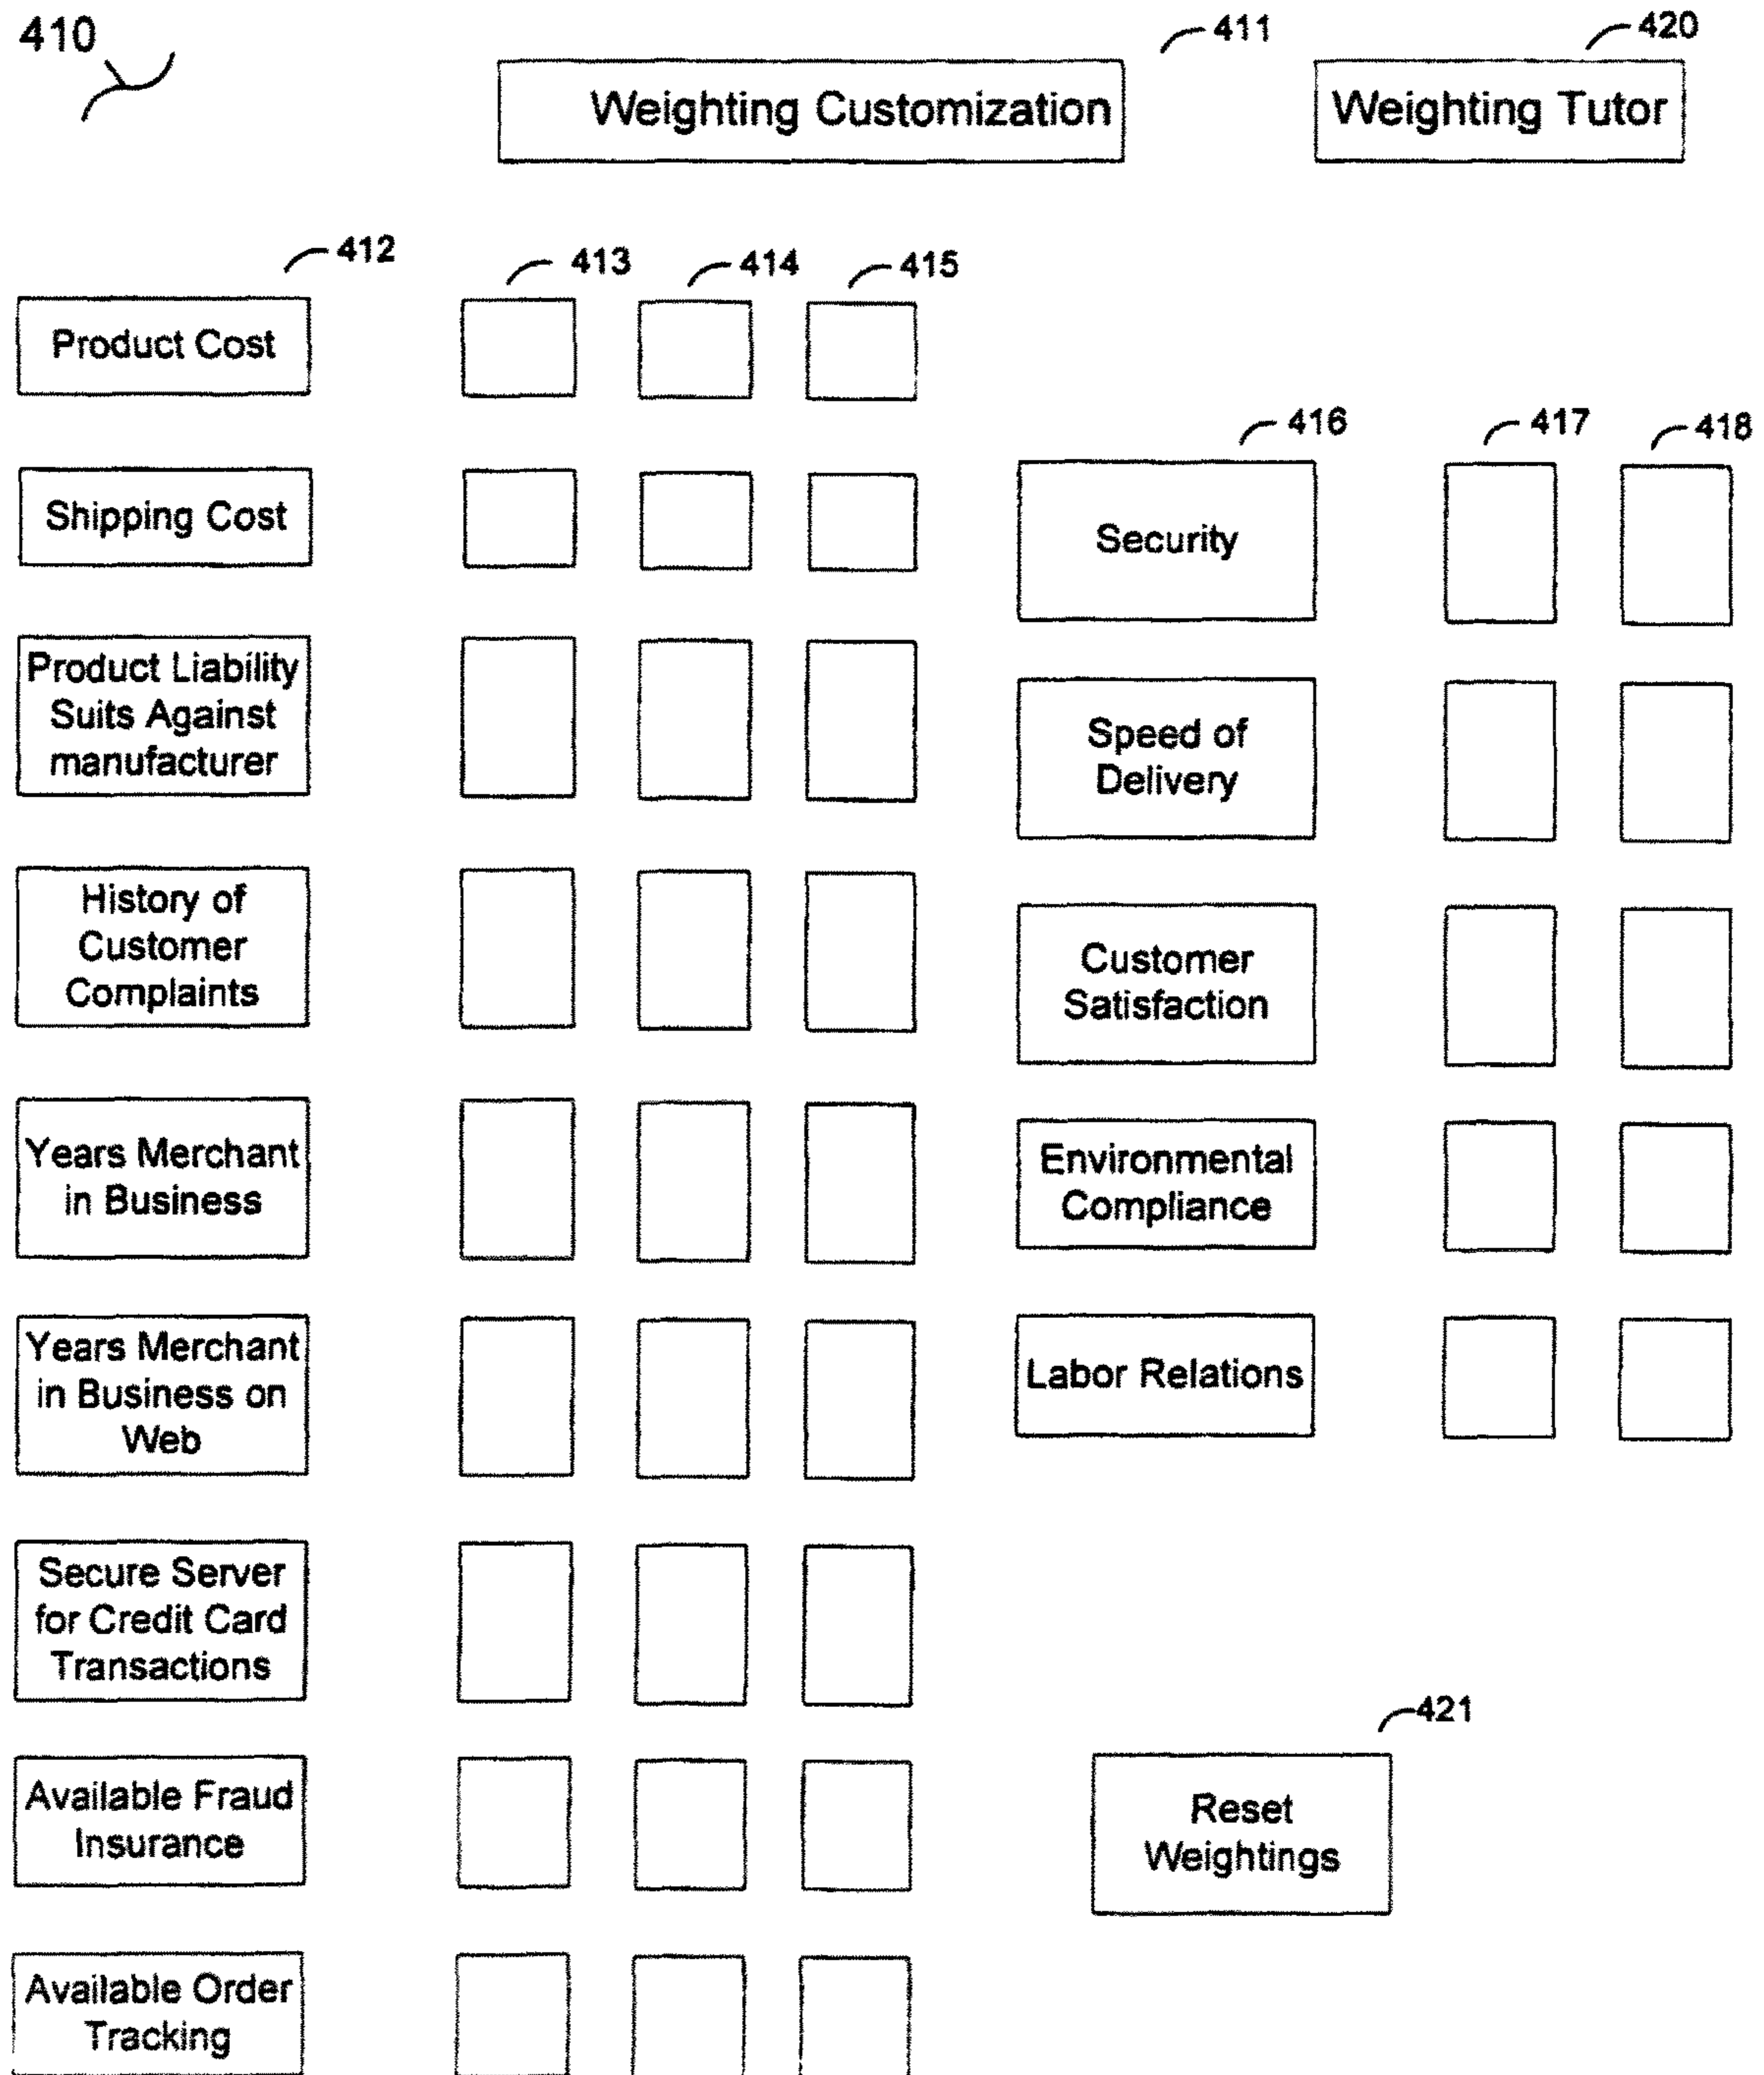 410
411
420
Weighting Customization
Weighting Tutor
412
413
414
415
Product Cost
Shipping Cost
Product Liability
Suits Against
manufacturer
History of
Customer
Complaints
Years Merchant
in Business
Years Merchant
in Business on
Web
Secure Server
for Credit Card
Transactions
Available Fraud
Insurance
Available Order
Tracking
416
417
418
Security
Speed of
Delivery
Customer
Satisfaction
Environmental
Compliance
Labor Relations
421
Reset
Weightings